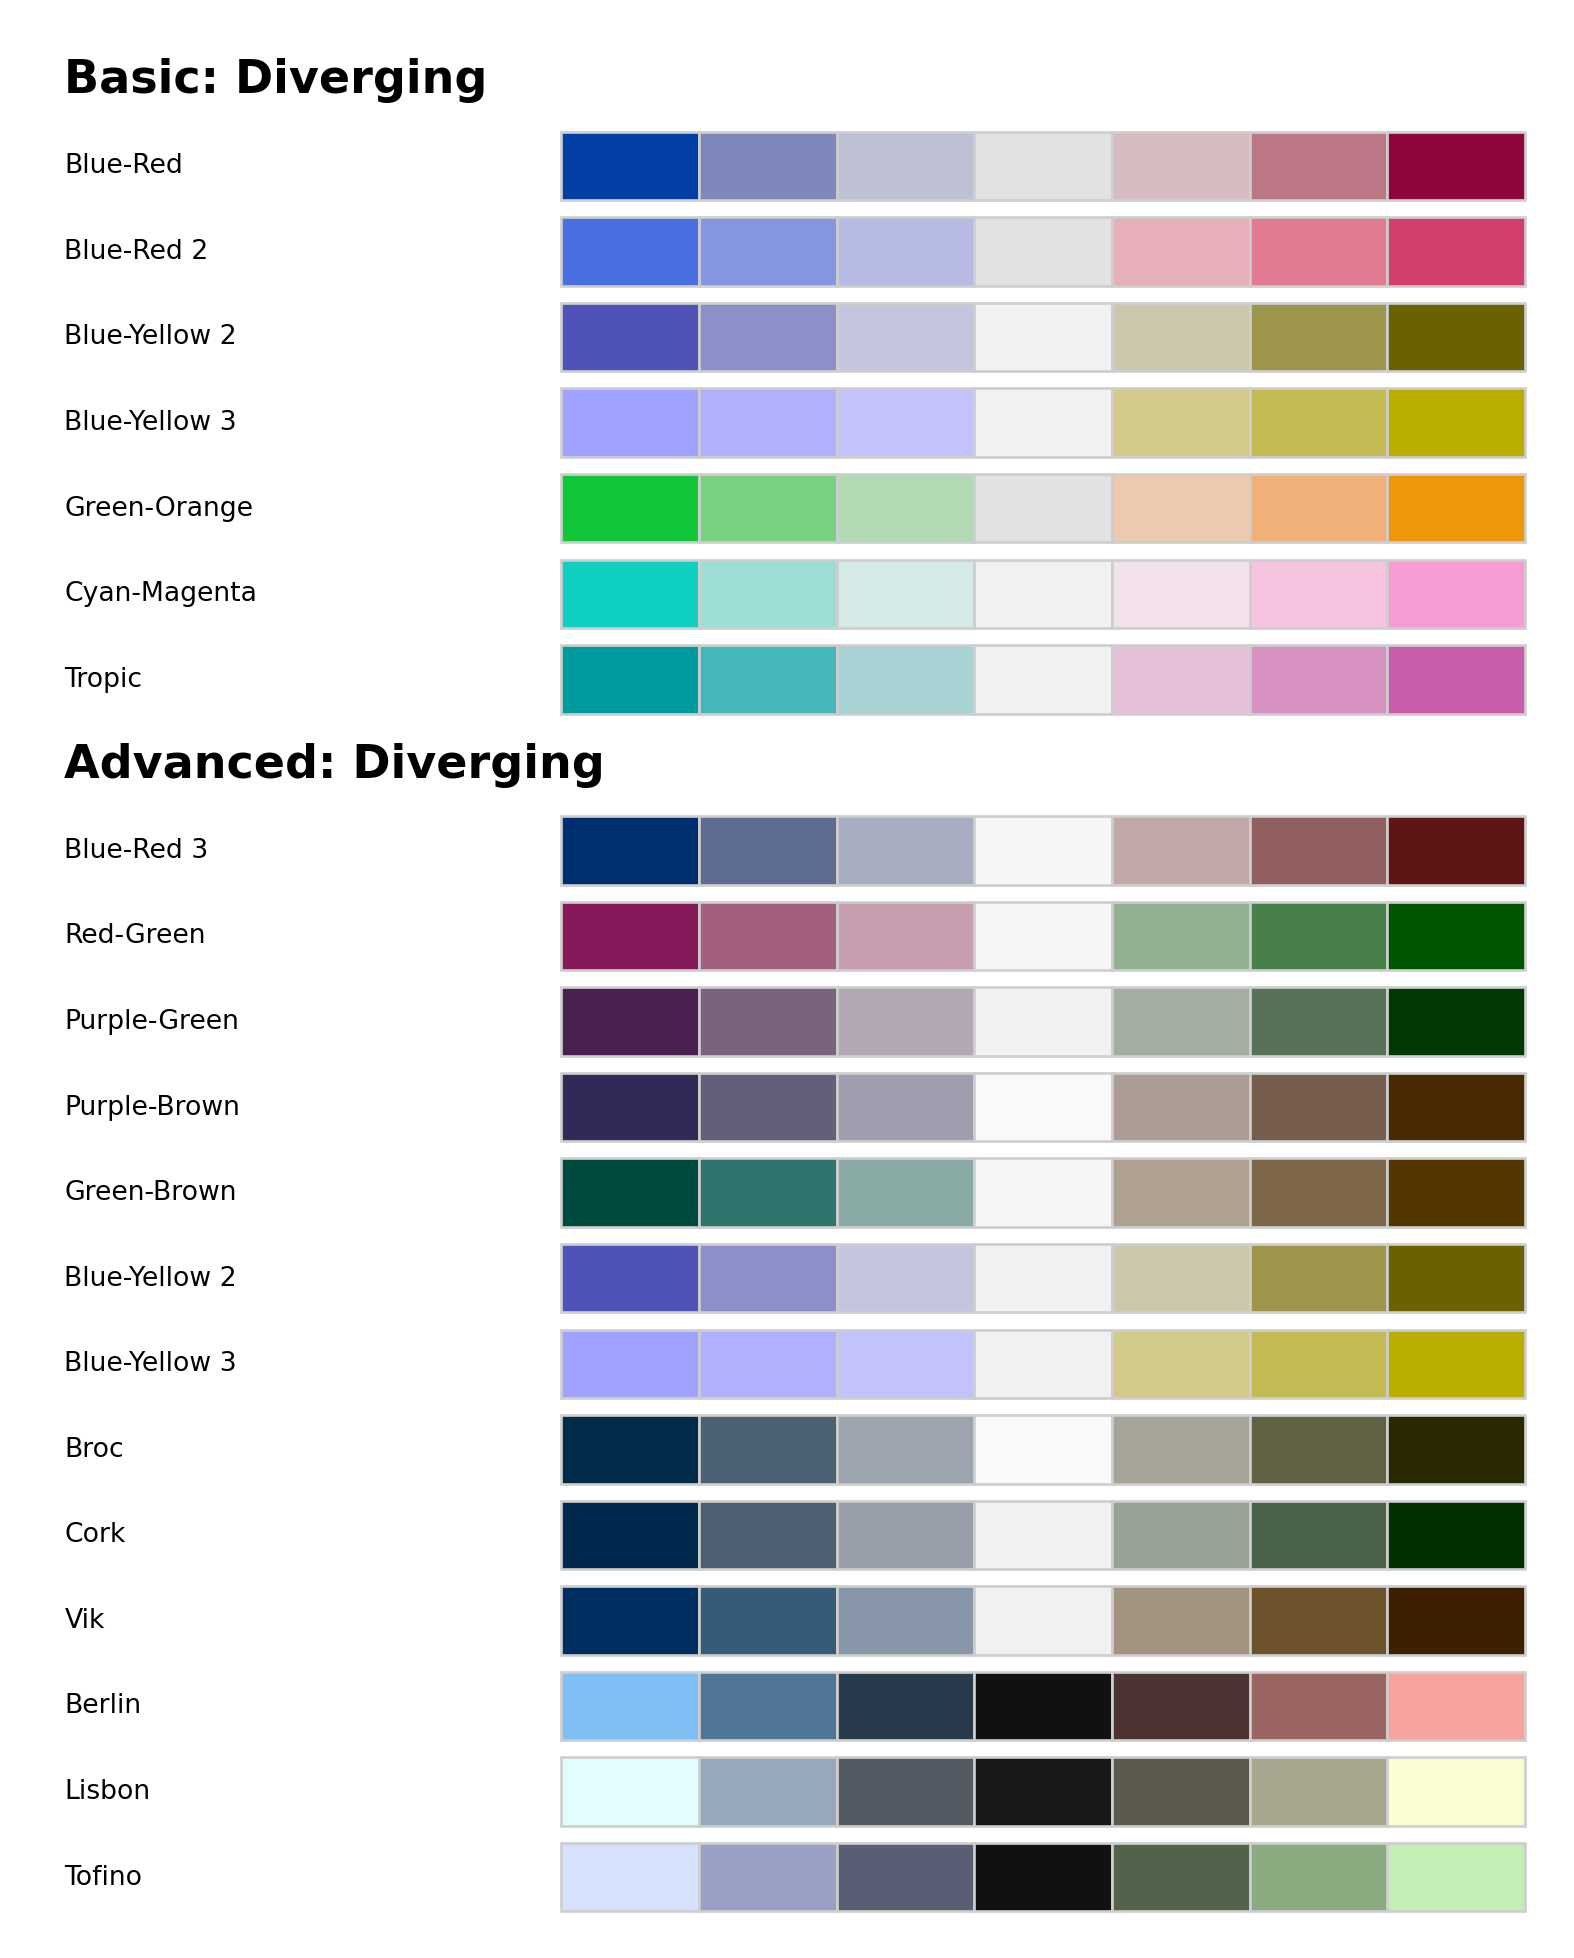 Basic: Diverging
Blue-Red
Blue-Red 2
Blue-Yellow 2
Blue-Yellow 3
Green-Orange
Cyan-Magenta
Tropic
Advanced: Diverging
Blue-Red 3
Red-Green
Purple-Green
Purple-Brown
Green-Brown
Blue-Yellow 2
Blue-Yellow 3
Broc
Cork
Vik
Berlin
Lisbon
Tofino